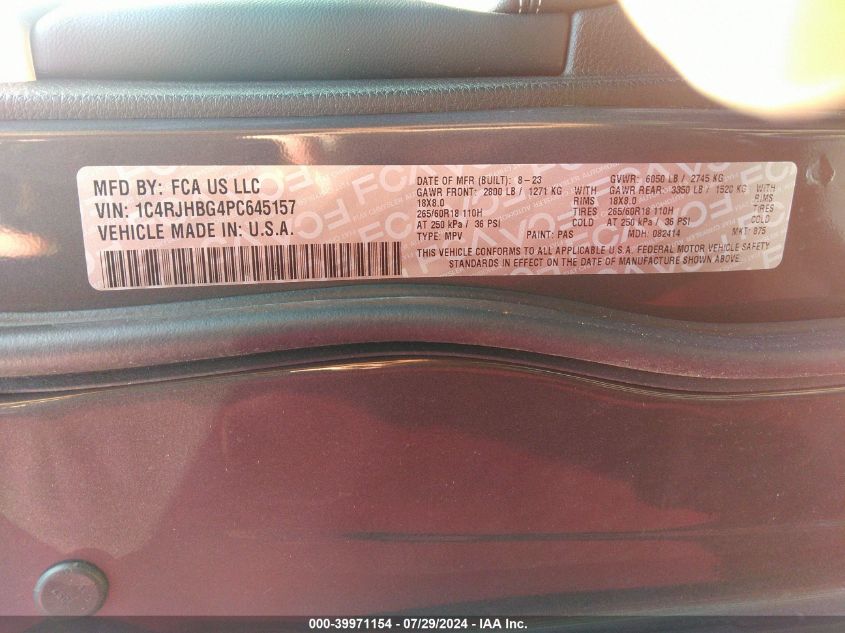 MFD BY: FCA US LLC
VIN: 1C4RJHBG4PC645157
VEHICLE MADE IN: U.S.A.
DATE OF MFR (BUILT): 8-23 GVWR: 6050 LB / 2745 KG
GAWR FRONT: 2800 LB / 1271 KG WITH GAWR REAR: 3350 LB / 1520 KG WITH
18X8.0 RIMS 18X8.0 RIMS
265/60R18 110H TIRES 265/60R18 110H TIRES
AT 250 kPa / 36 PSI COLD AT 250 kPa / 36 PSI COLD
TYPE: MPV PAINT: PAS MDH: 082414 MKT: 875
THIS VEHICLE CONFORMS TO ALL APPLICABLE U.S.A. FEDERAL MOTOR VEHICLE SAFETY
STANDARDS IN EFFECT ON THE DATE OF MANUFACTURE SHOWN ABOVE.
000-39971154 / 07/29/2024 - IAA Inc.